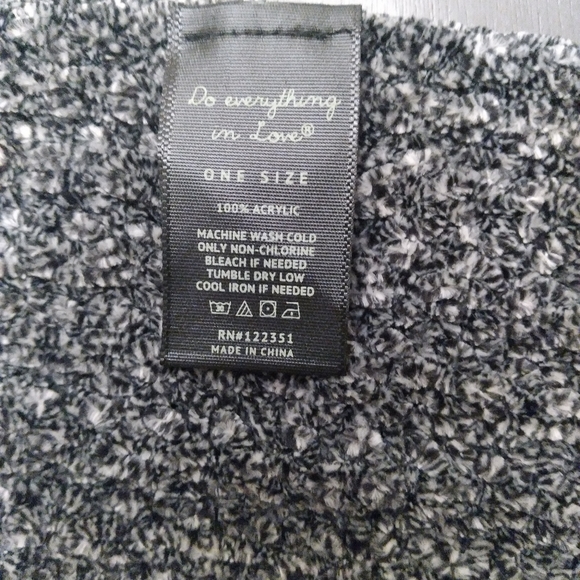 Do everything
in Love®
ONE SIZE
100% ACRYLIC
MACHINE WASH COLD
ONLY NON-CHLORINE
BLEACH IF NEEDED
TUMBLE DRY LOW
COOL IRON IF NEEDED
30
RN#122351
MADE IN CHINA